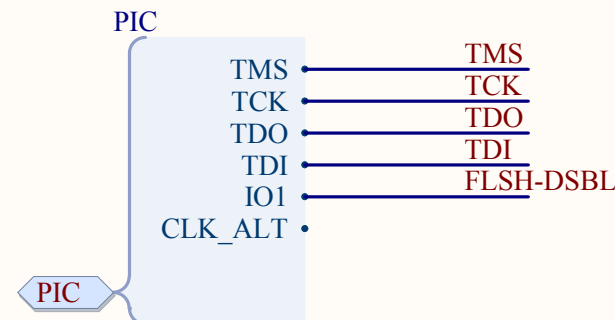 PIC
TMS TMS
TCK TCK
TDO TDO
TDI TDI
IO1 FLSH-DSBL
CLK_ALT
PIC